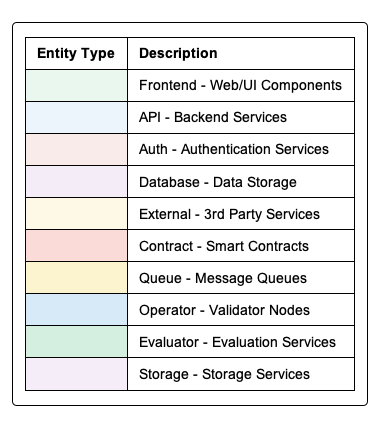 Entity Type Description
Frontend - Web/UI Components
API - Backend Services
Auth - Authentication Services
Database - Data Storage
External - 3rd Party Services
Contract - Smart Contracts
Queue - Message Queues
Operator - Validator Nodes
Evaluator - Evaluation Services
Storage - Storage Services